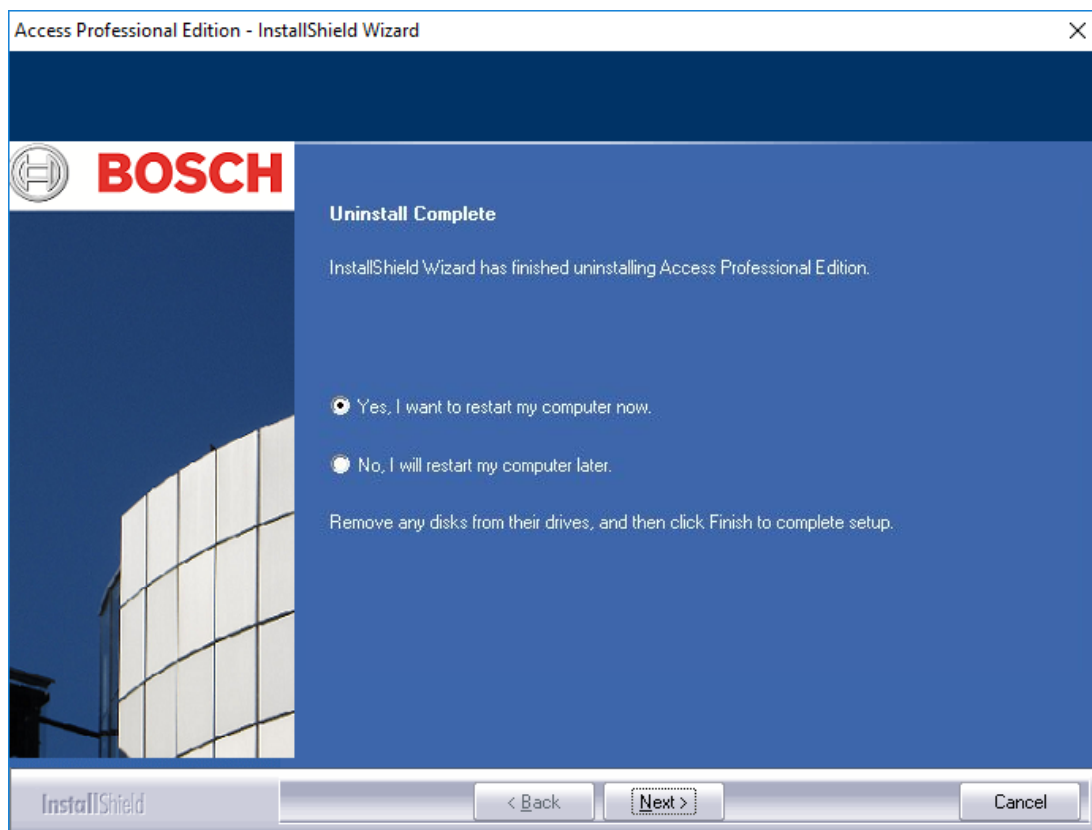 Access Professional Edition - InstallShield Wizard
BOSCH
Uninstall Complete
InstallShield Wizard has finished uninstalling Access Professional Edition.
Yes, I want to restart my computer now.
No, I will restart my computer later.
Remove any disks from their drives, and then click Finish to complete setup.
InstallShield
< Back
Next >
Cancel